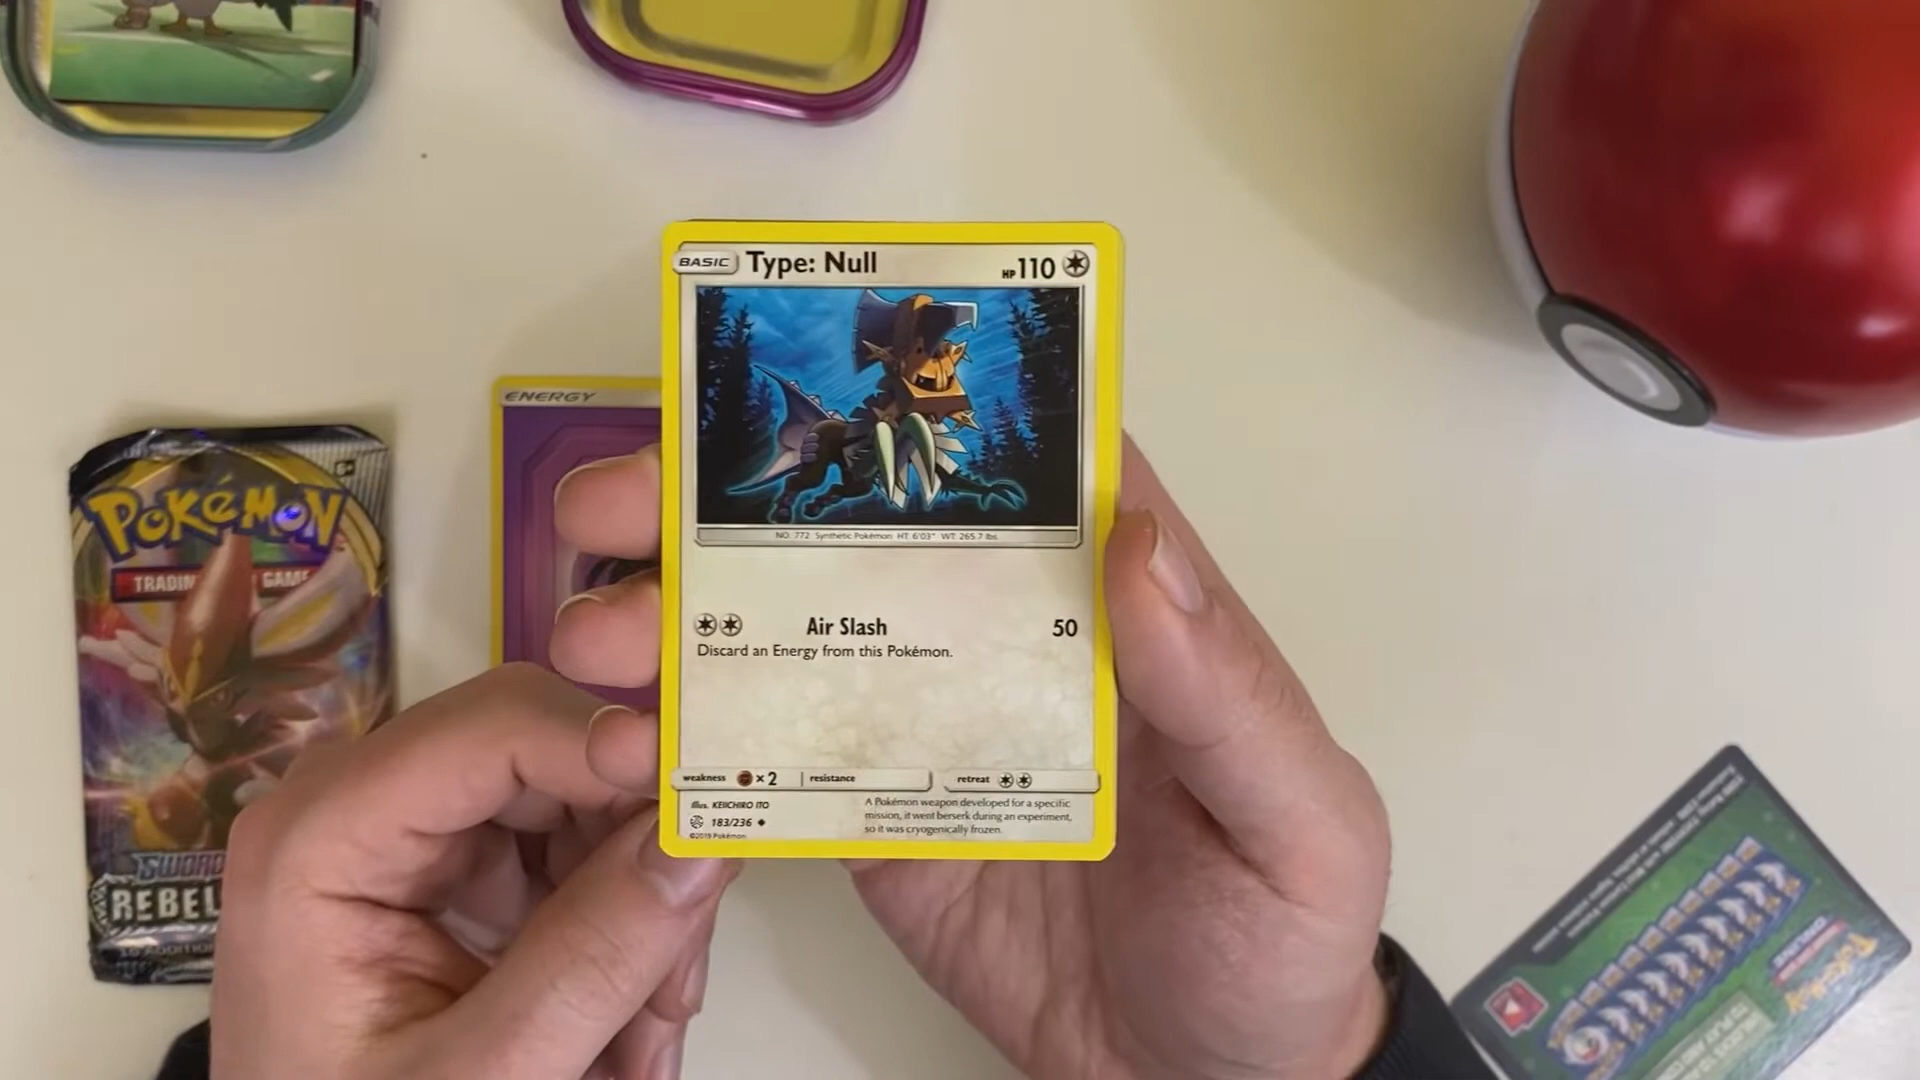 BASIC Type: Null HP 110
NO. 772 Synthetic Pokémon HT: 6'03" WT: 265.7 lbs.
Air Slash 50
Discard an Energy from this Pokémon.
weakness ×2 resistance retreat
Illus. KEIICHIRO ITO
183/236
©2019 Pokémon
A Pokémon weapon developed for a specific
mission, it went berserk during an experiment,
so it was cryogenically frozen.
ENERGY
POKÉMON
TRADIN GAME
SWORD
REBEL
10 ADDITION